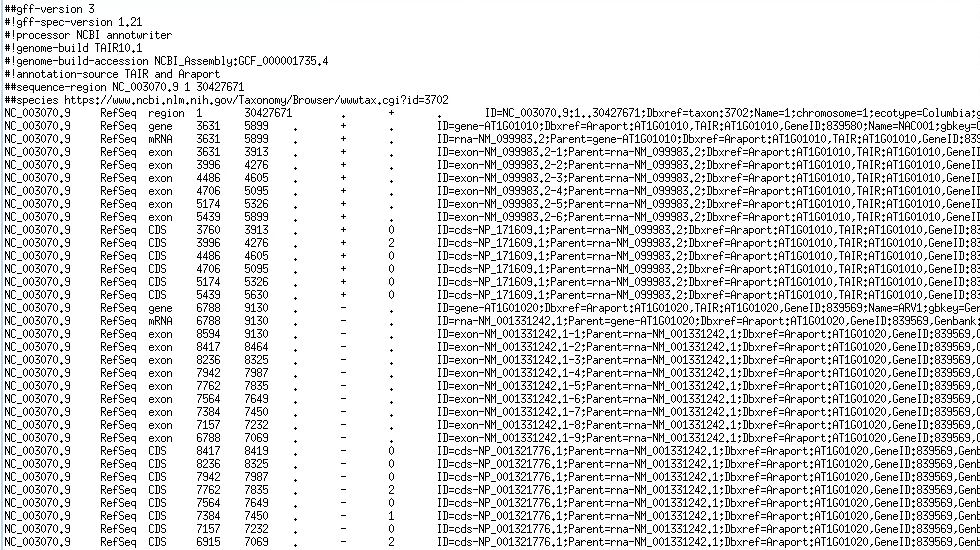 ##gff-version 3
#!gff-spec-version 1.21
#!processor NCBI annotwriter
#!genome-build TAIR10.1
#!genome-build-accession NCBI_Assembly:GCF_000001735.4
#!annotation-source TAIR and Araport
##sequence-region NC_003070.9 1 30427671
##species https://www.ncbi.nlm.nih.gov/Taxonomy/Browser/wwwtax.cgi?id=3702
NC_003070.9 RefSeq region 1 30427671 . + . ID=NC_003070.9:1..30427671;Dbxref=taxon:3702;Name=1;chromosome=1;ecotype=Columbia;g
NC_003070.9 RefSeq gene 3631 5899 . + . ID=gene-AT1G01010;Dbxref=Araport:AT1G01010,TAIR:AT1G01010,GeneID:839580;Name=NAC001;gbkey=G
NC_003070.9 RefSeq mRNA 3631 5899 . + . ID=rna-NM_099983.2;Parent=gene-AT1G01010;Dbxref=Araport:AT1G01010,TAIR:AT1G01010,GeneID:839
NC_003070.9 RefSeq exon 3631 3913 . + . ID=exon-NM_099983.2-1;Parent=rna-NM_099983.2;Dbxref=Araport:AT1G01010,TAIR:AT1G01010,GeneID
NC_003070.9 RefSeq exon 3996 4276 . + . ID=exon-NM_099983.2-2;Parent=rna-NM_099983.2;Dbxref=Araport:AT1G01010,TAIR:AT1G01010,GeneID
NC_003070.9 RefSeq exon 4486 4605 . + . ID=exon-NM_099983.2-3;Parent=rna-NM_099983.2;Dbxref=Araport:AT1G01010,TAIR:AT1G01010,GeneID
NC_003070.9 RefSeq exon 4706 5095 . + . ID=exon-NM_099983.2-4;Parent=rna-NM_099983.2;Dbxref=Araport:AT1G01010,TAIR:AT1G01010,GeneID
NC_003070.9 RefSeq exon 5174 5326 . + . ID=exon-NM_099983.2-5;Parent=rna-NM_099983.2;Dbxref=Araport:AT1G01010,TAIR:AT1G01010,GeneID
NC_003070.9 RefSeq exon 5439 5899 . + . ID=exon-NM_099983.2-6;Parent=rna-NM_099983.2;Dbxref=Araport:AT1G01010,TAIR:AT1G01010,GeneID
NC_003070.9 RefSeq CDS 3760 3913 . + 0 ID=cds-NP_171609.1;Parent=rna-NM_099983.2;Dbxref=Araport:AT1G01010,TAIR:AT1G01010,GeneID:83
NC_003070.9 RefSeq CDS 3996 4276 . + 2 ID=cds-NP_171609.1;Parent=rna-NM_099983.2;Dbxref=Araport:AT1G01010,TAIR:AT1G01010,GeneID:83
NC_003070.9 RefSeq CDS 4486 4605 . + 0 ID=cds-NP_171609.1;Parent=rna-NM_099983.2;Dbxref=Araport:AT1G01010,TAIR:AT1G01010,GeneID:83
NC_003070.9 RefSeq CDS 4706 5095 . + 0 ID=cds-NP_171609.1;Parent=rna-NM_099983.2;Dbxref=Araport:AT1G01010,TAIR:AT1G01010,GeneID:83
NC_003070.9 RefSeq CDS 5174 5326 . + 0 ID=cds-NP_171609.1;Parent=rna-NM_099983.2;Dbxref=Araport:AT1G01010,TAIR:AT1G01010,GeneID:83
NC_003070.9 RefSeq CDS 5439 5630 . + 0 ID=cds-NP_171609.1;Parent=rna-NM_099983.2;Dbxref=Araport:AT1G01010,TAIR:AT1G01010,GeneID:83
NC_003070.9 RefSeq gene 6788 9130 . - . ID=gene-AT1G01020;Dbxref=Araport:AT1G01020,TAIR:AT1G01020,GeneID:839569;Name=ARV1;gbkey=Gen
NC_003070.9 RefSeq mRNA 6788 9130 . - . ID=rna-NM_001331242.1;Parent=gene-AT1G01020;Dbxref=Araport:AT1G01020,GeneID:839569,Genbank:
NC_003070.9 RefSeq exon 8594 9130 . - . ID=exon-NM_001331242.1-1;Parent=rna-NM_001331242.1;Dbxref=Araport:AT1G01020,GeneID:839569,G
NC_003070.9 RefSeq exon 8417 8464 . - . ID=exon-NM_001331242.1-2;Parent=rna-NM_001331242.1;Dbxref=Araport:AT1G01020,GeneID:839569,G
NC_003070.9 RefSeq exon 8236 8325 . - . ID=exon-NM_001331242.1-3;Parent=rna-NM_001331242.1;Dbxref=Araport:AT1G01020,GeneID:839569,G
NC_003070.9 RefSeq exon 7942 7987 . - . ID=exon-NM_001331242.1-4;Parent=rna-NM_001331242.1;Dbxref=Araport:AT1G01020,GeneID:839569,G
NC_003070.9 RefSeq exon 7762 7835 . - . ID=exon-NM_001331242.1-5;Parent=rna-NM_001331242.1;Dbxref=Araport:AT1G01020,GeneID:839569,G
NC_003070.9 RefSeq exon 7564 7649 . - . ID=exon-NM_001331242.1-6;Parent=rna-NM_001331242.1;Dbxref=Araport:AT1G01020,GeneID:839569,G
NC_003070.9 RefSeq exon 7384 7450 . - . ID=exon-NM_001331242.1-7;Parent=rna-NM_001331242.1;Dbxref=Araport:AT1G01020,GeneID:839569,G
NC_003070.9 RefSeq exon 7157 7232 . - . ID=exon-NM_001331242.1-8;Parent=rna-NM_001331242.1;Dbxref=Araport:AT1G01020,GeneID:839569,G
NC_003070.9 RefSeq exon 6788 7069 . - . ID=exon-NM_001331242.1-9;Parent=rna-NM_001331242.1;Dbxref=Araport:AT1G01020,GeneID:839569,G
NC_003070.9 RefSeq CDS 8417 8419 . - 0 ID=cds-NP_001321776.1;Parent=rna-NM_001331242.1;Dbxref=Araport:AT1G01020,GeneID:839569,Genb
NC_003070.9 RefSeq CDS 8236 8325 . - 0 ID=cds-NP_001321776.1;Parent=rna-NM_001331242.1;Dbxref=Araport:AT1G01020,GeneID:839569,Genb
NC_003070.9 RefSeq CDS 7942 7987 . - 0 ID=cds-NP_001321776.1;Parent=rna-NM_001331242.1;Dbxref=Araport:AT1G01020,GeneID:839569,Genb
NC_003070.9 RefSeq CDS 7762 7835 . - 2 ID=cds-NP_001321776.1;Parent=rna-NM_001331242.1;Dbxref=Araport:AT1G01020,GeneID:839569,Genb
NC_003070.9 RefSeq CDS 7564 7649 . - 0 ID=cds-NP_001321776.1;Parent=rna-NM_001331242.1;Dbxref=Araport:AT1G01020,GeneID:839569,Genb
NC_003070.9 RefSeq CDS 7384 7450 . - 1 ID=cds-NP_001321776.1;Parent=rna-NM_001331242.1;Dbxref=Araport:AT1G01020,GeneID:839569,Genb
NC_003070.9 RefSeq CDS 7157 7232 . - 0 ID=cds-NP_001321776.1;Parent=rna-NM_001331242.1;Dbxref=Araport:AT1G01020,GeneID:839569,Genb
NC_003070.9 RefSeq CDS 6915 7069 . - 2 ID=cds-NP_001321776.1;Parent=rna-NM_001331242.1;Dbxref=Araport:AT1G01020,GeneID:839569,Genb